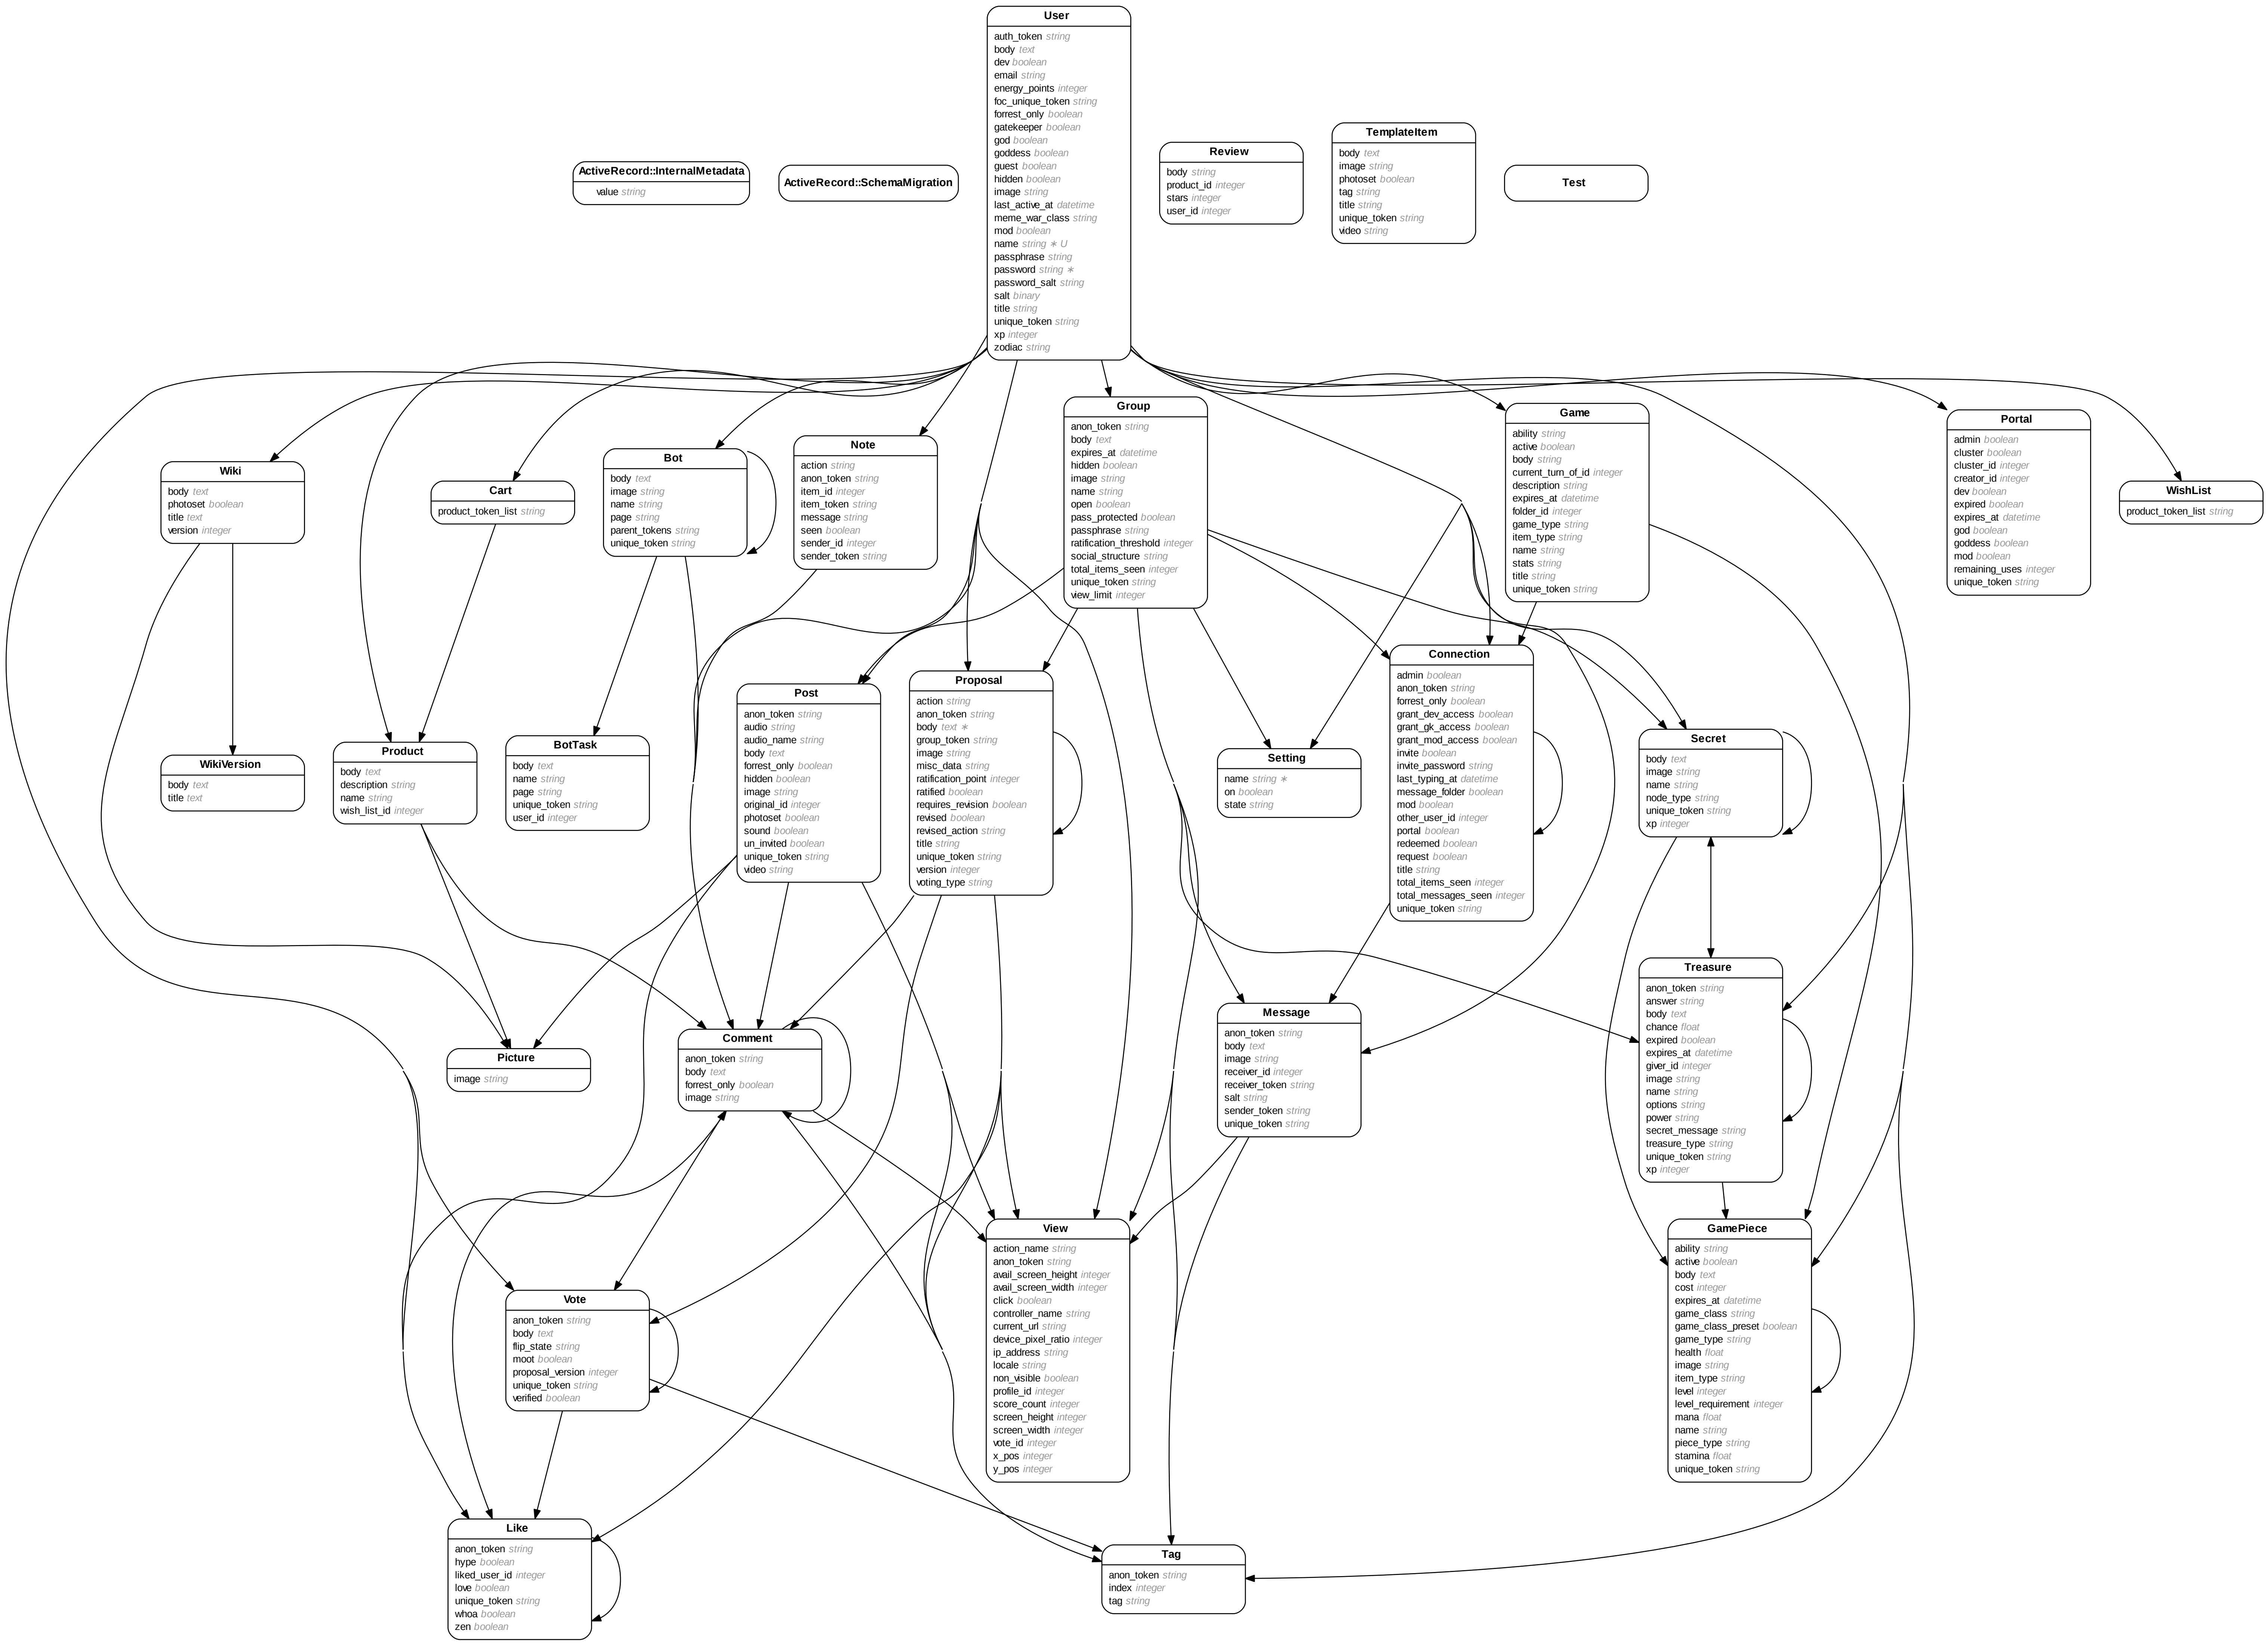 User
auth_token string
body text
dev boolean
email string
energy_points integer
foc_unique_token string
forrest_only boolean
gatekeeper boolean
god boolean
goddess boolean
guest boolean
hidden boolean
image string
last_active_at datetime
meme_war_class string
mod boolean
name string ∗ U
passphrase string
password string ∗
password_salt string
salt binary
title string
unique_token string
xp integer
zodiac string
ActiveRecord::InternalMetadata
value string
ActiveRecord::SchemaMigration
Review
body string
product_id integer
stars integer
user_id integer
TemplateItem
body text
image string
photoset boolean
tag string
title string
unique_token string
video string
Test
Wiki
body text
photoset boolean
title text
version integer
Cart
product_token_list string
Bot
body text
image string
name string
page string
parent_tokens string
unique_token string
Note
action string
anon_token string
item_id integer
item_token string
message string
seen boolean
sender_id integer
sender_token string
Group
anon_token string
body text
expires_at datetime
hidden boolean
image string
name string
open boolean
pass_protected boolean
passphrase string
ratification_threshold integer
social_structure string
total_items_seen integer
unique_token string
view_limit integer
Game
ability string
active boolean
body string
current_turn_of_id integer
description string
expires_at datetime
folder_id integer
game_type string
item_type string
name string
stats string
title string
unique_token string
Portal
admin boolean
cluster boolean
cluster_id integer
creator_id integer
dev boolean
expired boolean
expires_at datetime
god boolean
goddess boolean
mod boolean
remaining_uses integer
unique_token string
WishList
product_token_list string
WikiVersion
body text
title text
Product
body text
description string
name string
wish_list_id integer
BotTask
body text
name string
page string
unique_token string
user_id integer
Post
anon_token string
audio string
audio_name string
body text
forrest_only boolean
hidden boolean
image string
original_id integer
photoset boolean
sound boolean
un_invited boolean
unique_token string
video string
Proposal
action string
anon_token string
body text ∗
group_token string
image string
misc_data string
ratification_point integer
ratified boolean
requires_revision boolean
revised boolean
revised_action string
title string
unique_token string
version integer
voting_type string
Setting
name string ∗
on boolean
state string
Connection
admin boolean
anon_token string
forrest_only boolean
grant_dev_access boolean
grant_gk_access boolean
grant_mod_access boolean
invite boolean
invite_password string
last_typing_at datetime
message_folder boolean
mod boolean
other_user_id integer
portal boolean
redeemed boolean
request boolean
title string
total_items_seen integer
total_messages_seen integer
unique_token string
Secret
body text
image string
name string
node_type string
unique_token string
xp integer
Picture
image string
Comment
anon_token string
body text
forrest_only boolean
image string
Message
anon_token string
body text
image string
receiver_id integer
receiver_token string
salt string
sender_token string
unique_token string
Treasure
anon_token string
answer string
body text
chance float
expired boolean
expires_at datetime
giver_id integer
image string
name string
options string
power string
secret_message string
treasure_type string
unique_token string
xp integer
Vote
anon_token string
body text
flip_state string
moot boolean
proposal_version integer
unique_token string
verified boolean
View
action_name string
anon_token string
avail_screen_height integer
avail_screen_width integer
click boolean
controller_name string
current_url string
device_pixel_ratio integer
ip_address string
locale string
non_visible boolean
profile_id integer
score_count integer
screen_height integer
screen_width integer
vote_id integer
x_pos integer
y_pos integer
GamePiece
ability string
active boolean
body text
cost integer
expires_at datetime
game_class string
game_class_preset boolean
game_type string
health float
image string
item_type string
level integer
level_requirement integer
mana float
name string
piece_type string
stamina float
unique_token string
Like
anon_token string
hype boolean
liked_user_id integer
love boolean
unique_token string
whoa boolean
zen boolean
Tag
anon_token string
index integer
tag string